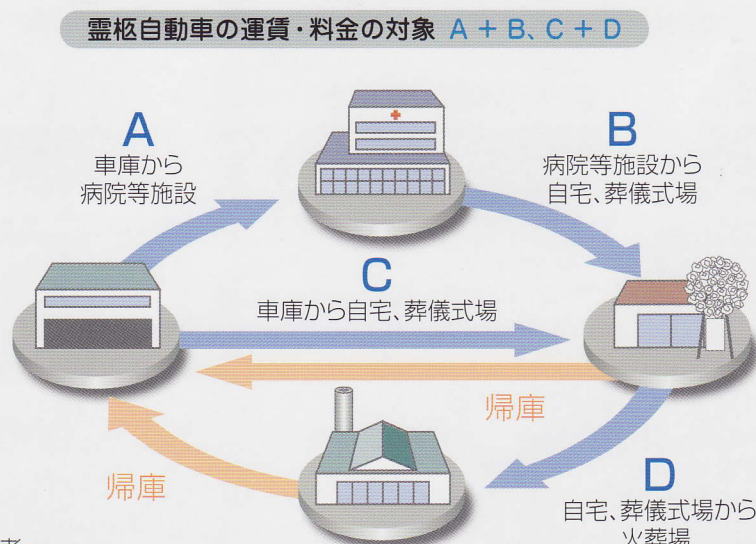 霊柩自動車の運賃・料金の対象 A + B、C + D
A
車庫から
病院等施設
B
病院等施設から
自宅、葬儀式場
C
車庫から自宅、葬儀式場
帰庫
帰庫
D
自宅、葬儀式場から
火葬場